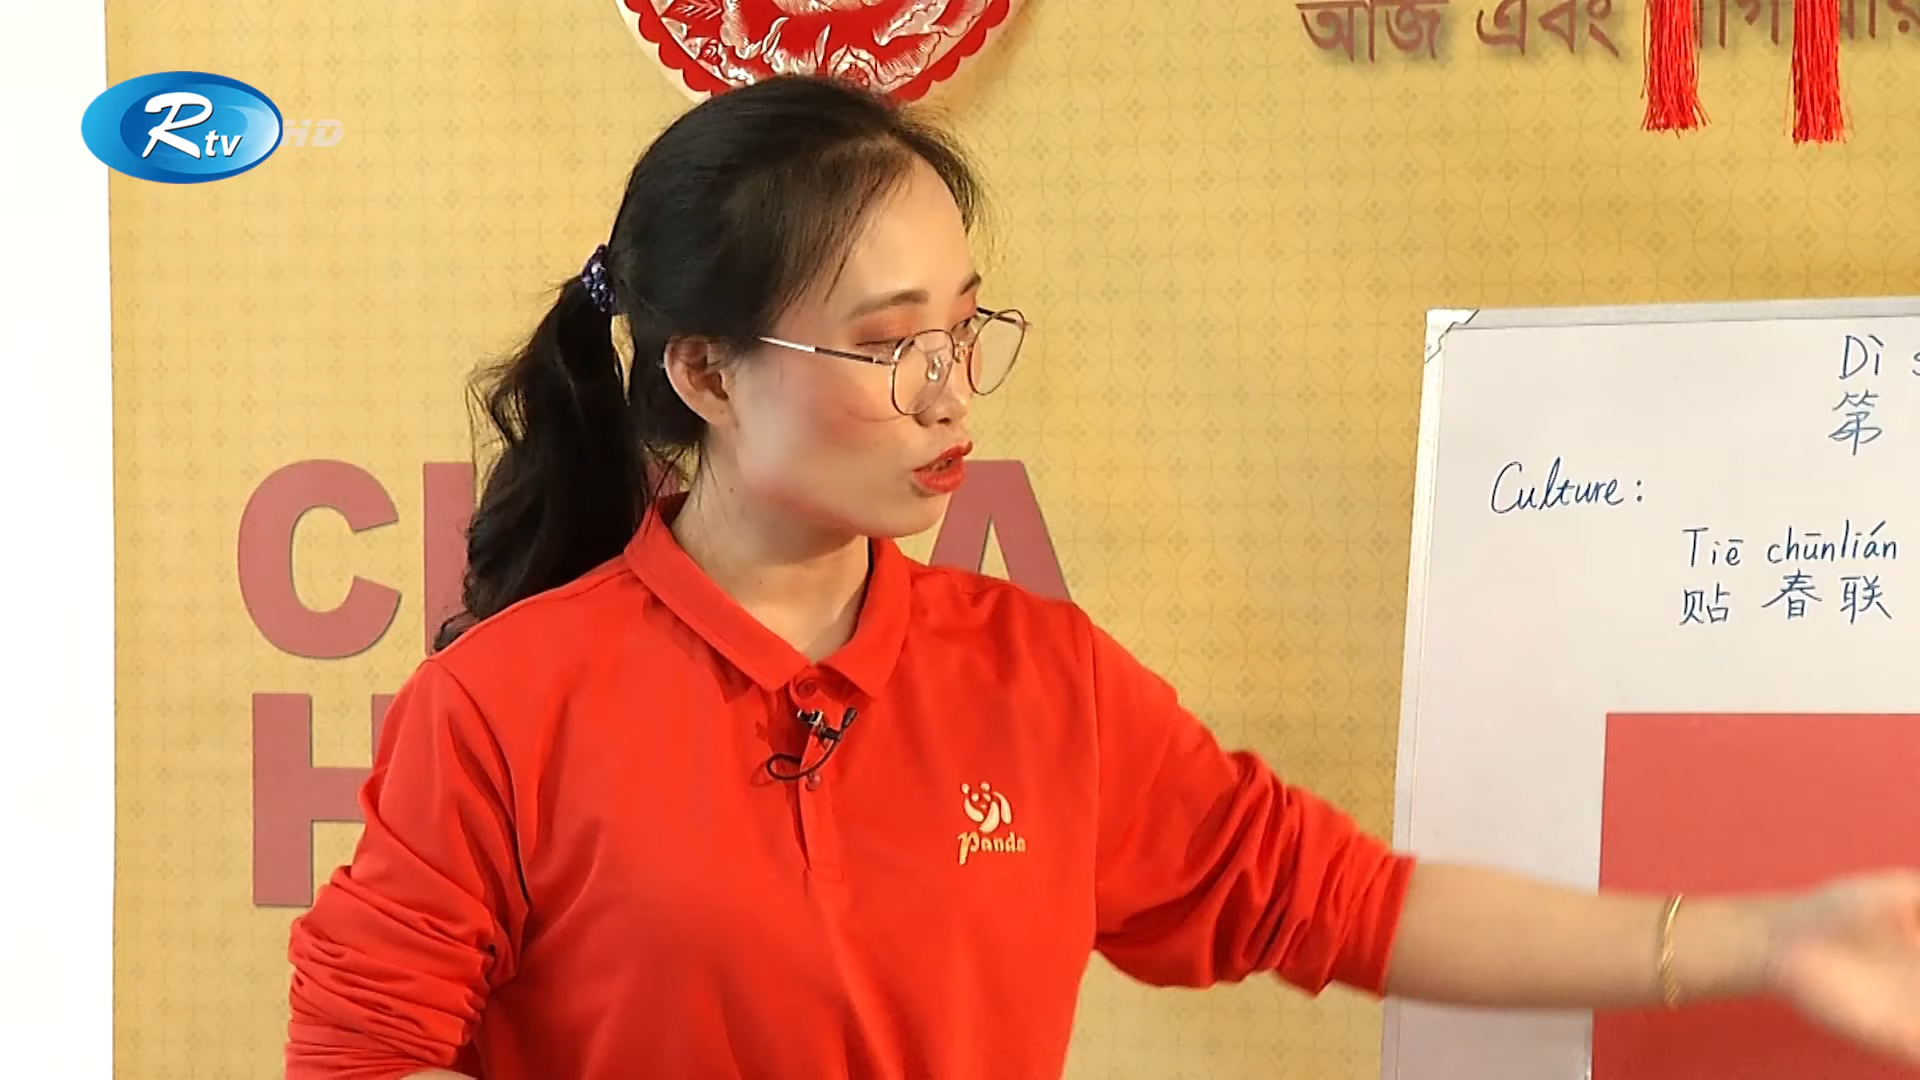 আজ এবং
Rtv HD
Dì
第
Culture:
Tiē chūnlián
贴 春 联
Panda